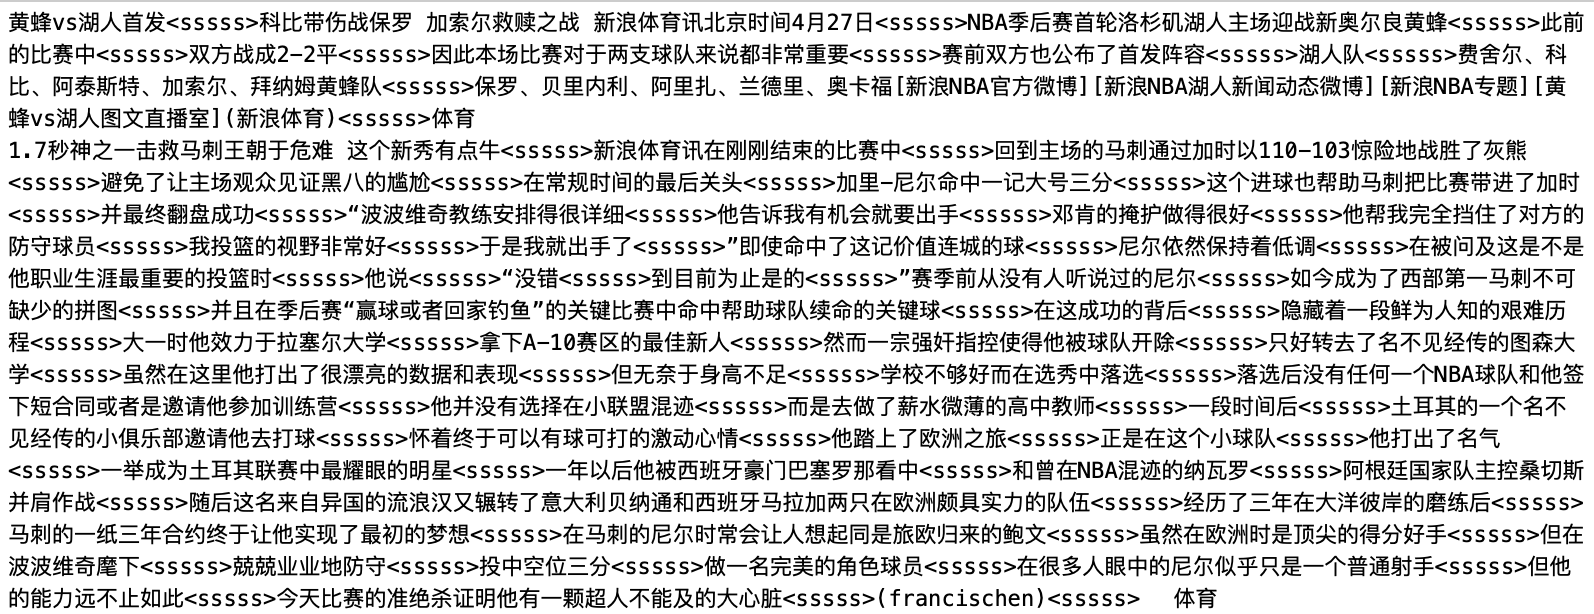 黄蜂vs湖人首发<sssss>科比带伤战保罗 加索尔救赎之战 新浪体育讯北京时间4月27日<sssss>NBA季后赛首轮洛杉矶湖人主场迎战新奥尔良黄蜂<sssss>此前
的比赛中<sssss>双方战成2-2平<sssss>因此本场比赛对于两支球队来说都非常重要<sssss>赛前双方也公布了首发阵容<sssss>湖人队<sssss>费舍尔、科
比、阿泰斯特、加索尔、拜纳姆黄蜂队<sssss>保罗、贝里内利、阿里扎、兰德里、奥卡福[新浪NBA官方微博][新浪NBA湖人新闻动态微博][新浪NBA专题][黄
蜂vs湖人图文直播室](新浪体育)<sssss>体育
1.7秒神之一击救马刺王朝于危难 这个新秀有点牛<sssss>新浪体育讯在刚刚结束的比赛中<sssss>回到主场的马刺通过加时以110-103惊险地战胜了灰熊
<sssss>避免了让主场观众见证黑八的尴尬<sssss>在常规时间的最后关头<sssss>加里-尼尔命中一记大号三分<sssss>这个进球也帮助马刺把比赛带进了加时
<sssss>并最终翻盘成功<sssss>“波波维奇教练安排得很详细<sssss>他告诉我有机会就要出手<sssss>邓肯的掩护做得很好<sssss>他帮我完全挡住了对方的
防守球员<sssss>我投篮的视野非常好<sssss>于是我就出手了<sssss>”即使命中了这记价值连城的球<sssss>尼尔依然保持着低调<sssss>在被问及这是不是
他职业生涯最重要的投篮时<sssss>他说<sssss>“没错<sssss>到目前为止是的<sssss>”赛季前从没有人听说过的尼尔<sssss>如今成为了西部第一马刺不可
缺少的拼图<sssss>并且在季后赛“赢球或者回家钓鱼”的关键比赛中命中帮助球队续命的关键球<sssss>在这成功的背后<sssss>隐藏着一段鲜为人知的艰难历
程<sssss>大一时他效力于拉塞尔大学<sssss>拿下A-10赛区的最佳新人<sssss>然而一宗强奸指控使得他被球队开除<sssss>只好转去了名不见经传的图森大
学<sssss>虽然在这里他打出了很漂亮的数据和表现<sssss>但无奈于身高不足<sssss>学校不够好而在选秀中落选<sssss>落选后没有任何一个NBA球队和他签
下短合同或者是邀请他参加训练营<sssss>他并没有选择在小联盟混迹<sssss>而是去做了薪水微薄的高中教师<sssss>一段时间后<sssss>土耳其的一个名不
见经传的小俱乐部邀请他去打球<sssss>怀着终于可以有球可打的激动心情<sssss>他踏上了欧洲之旅<sssss>正是在这个小球队<sssss>他打出了名气
<sssss>一举成为土耳其联赛中最耀眼的明星<sssss>一年以后他被西班牙豪门巴塞罗那看中<sssss>和曾在NBA混迹的纳瓦罗<sssss>阿根廷国家队主控桑切斯
并肩作战<sssss>随后这名来自异国的流浪汉又辗转了意大利贝纳通和西班牙马拉加两只在欧洲颇具实力的队伍<sssss>经历了三年在大洋彼岸的磨练后<sssss>
马刺的一纸三年合约终于让他实现了最初的梦想<sssss>在马刺的尼尔时常会让人想起同是旅欧归来的鲍文<sssss>虽然在欧洲时是顶尖的得分好手<sssss>但在
波波维奇麾下<sssss>兢兢业业地防守<sssss>投中空位三分<sssss>做一名完美的角色球员<sssss>在很多人眼中的尼尔似乎只是一个普通射手<sssss>但他
的能力远不止如此<sssss>今天比赛的准绝杀证明他有一颗超人不能及的大心脏<sssss>(francischen)<sssss> 体育